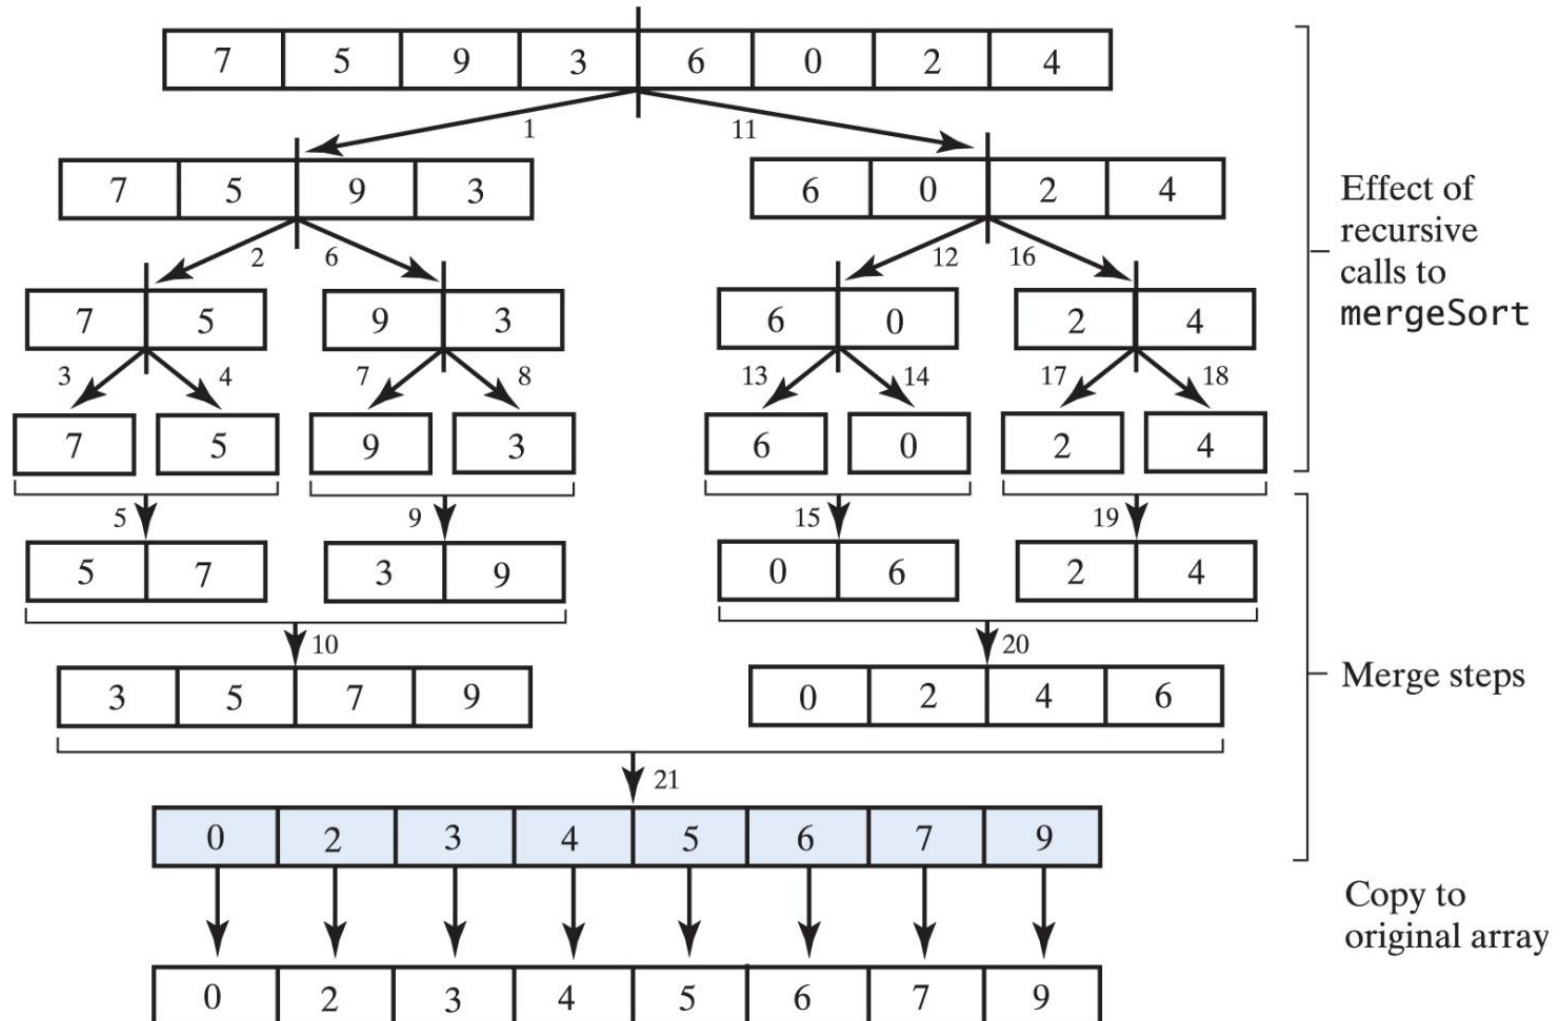 7 5 9 3 6 0 2 4
1 11
7 5 9 3 6 0 2 4
2 6 12 16
7 5 9 3 6 0 2 4
3 4 7 8 13 14 17 18
7 5 9 3 6 0 2 4
Effect of
recursive
calls to
mergeSort
5 9 15 19
5 7 3 9 0 6 2 4
10 20
3 5 7 9 0 2 4 6
Merge steps
21
0 2 3 4 5 6 7 9
Copy to
original array
0 2 3 4 5 6 7 9